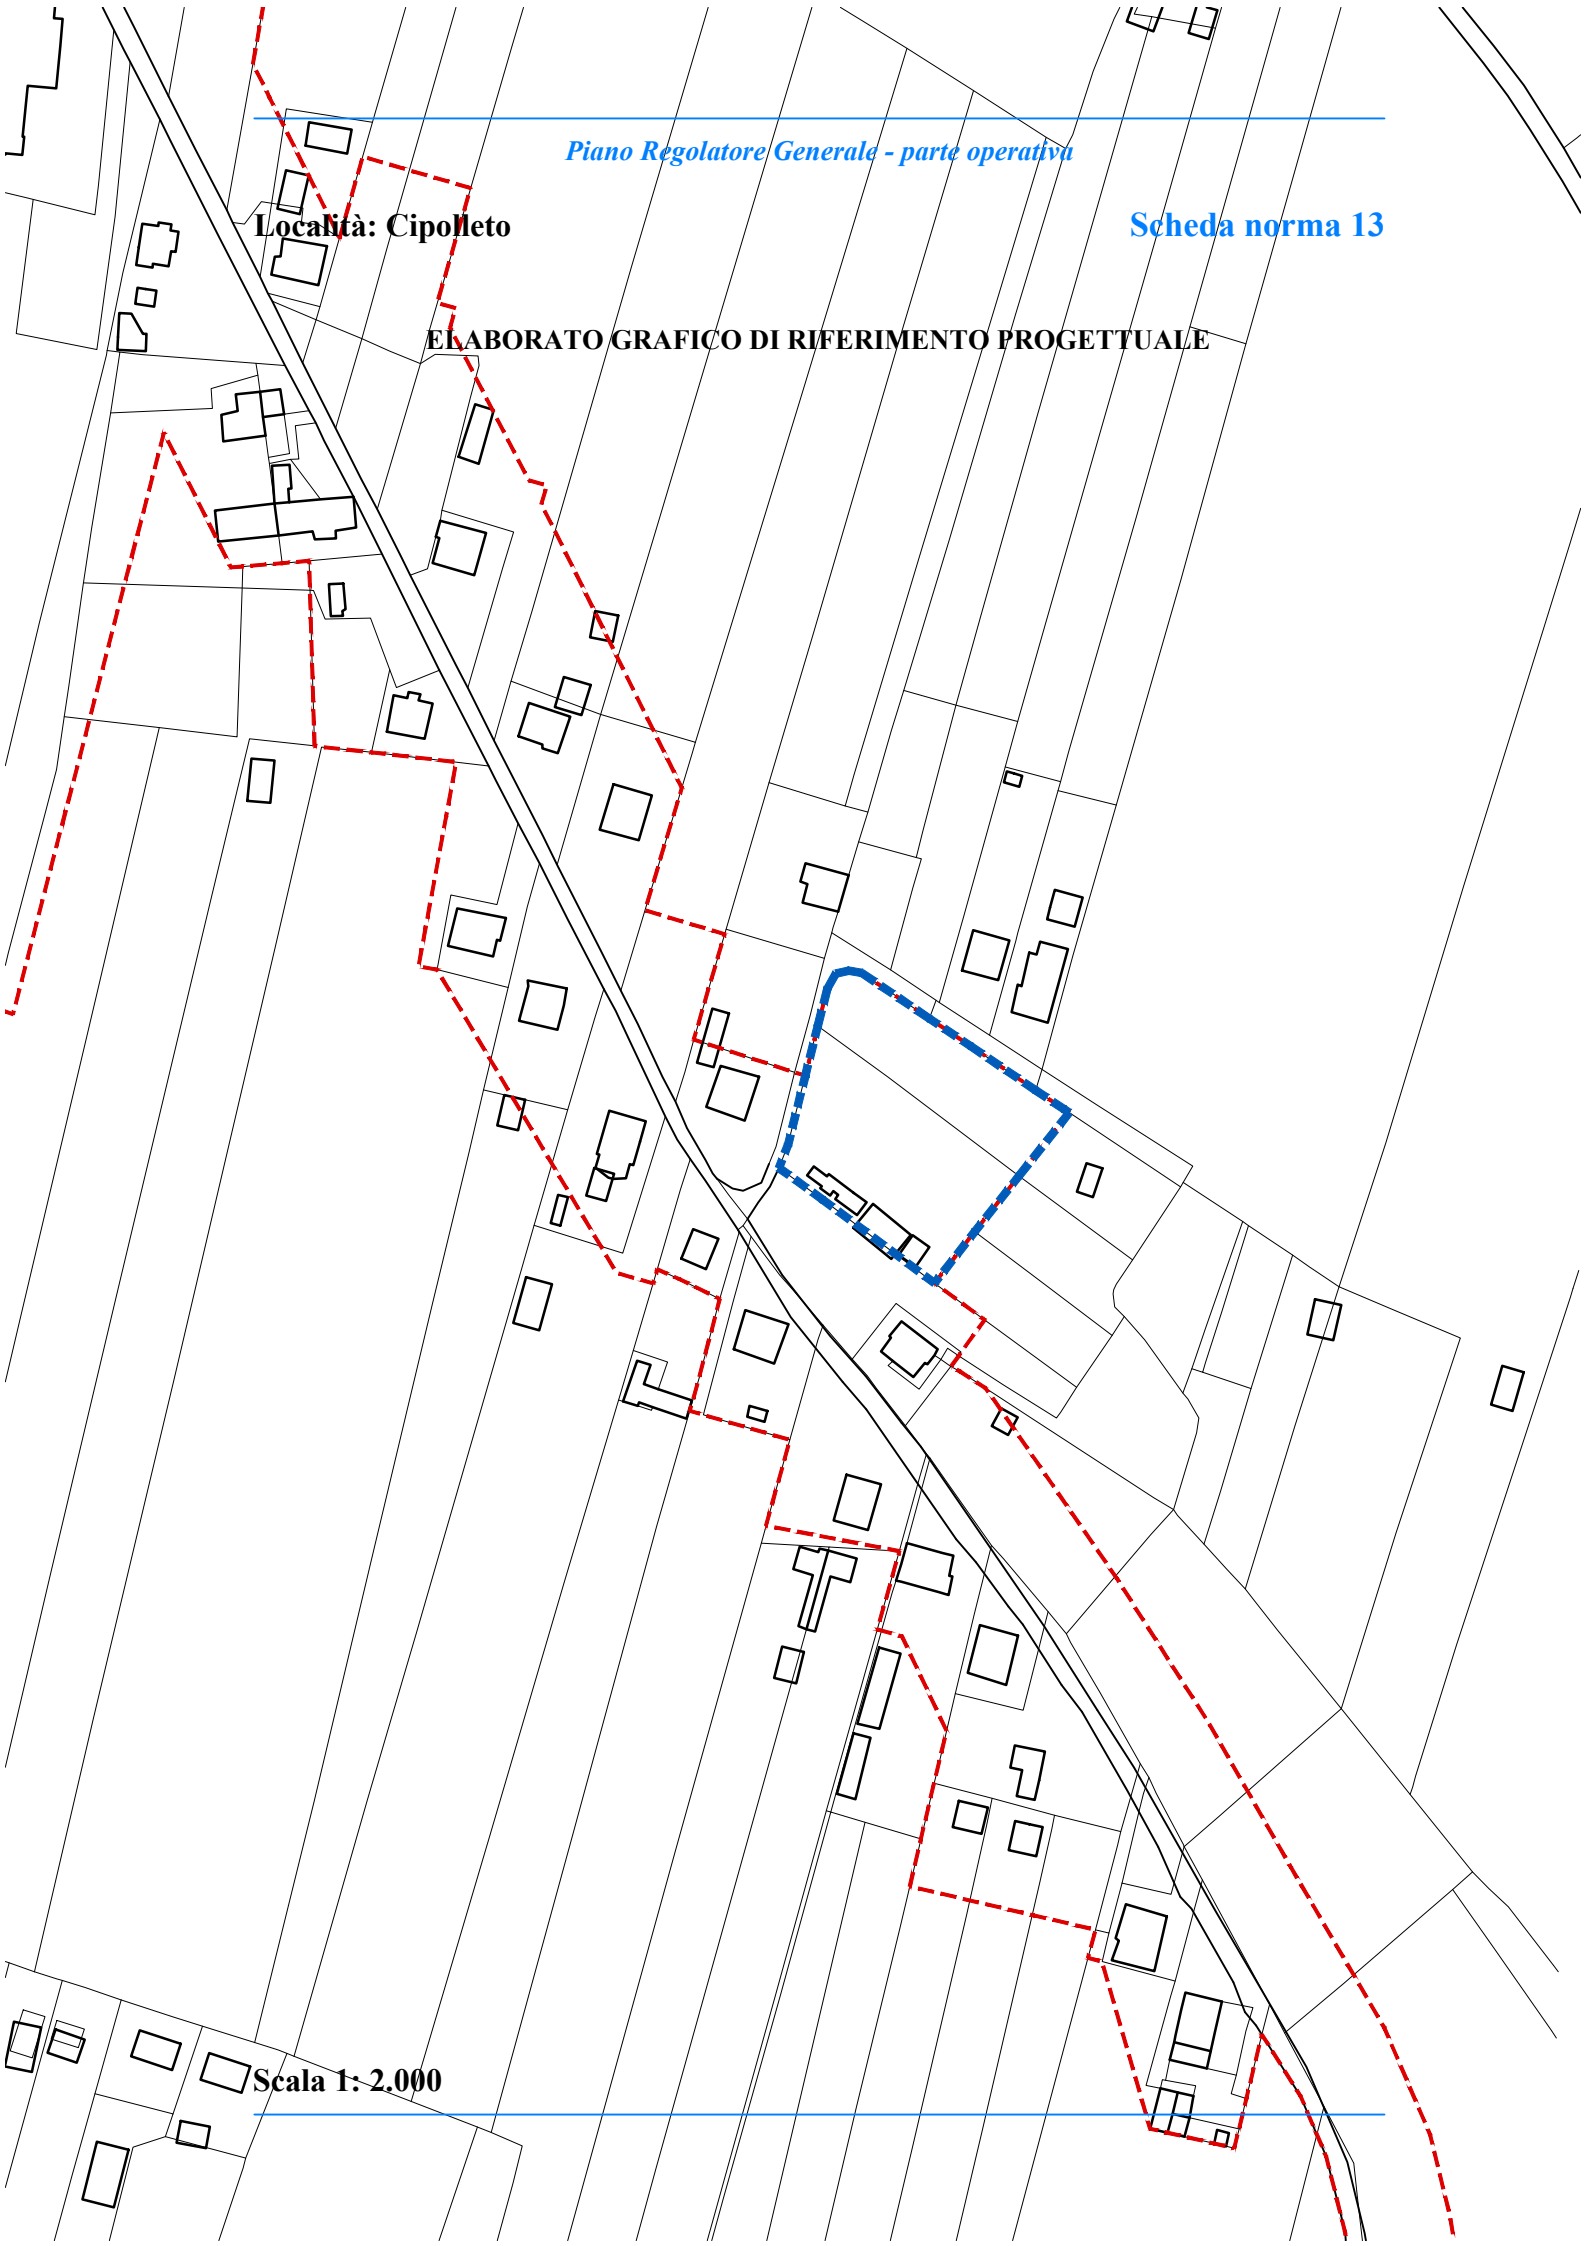 Piano Regolatore Generale - parte operativa
Località: Cipolleto
Scheda norma 13
ELABORATO GRAFICO DI RIFERIMENTO PROGETTUALE
Scala 1: 2.000